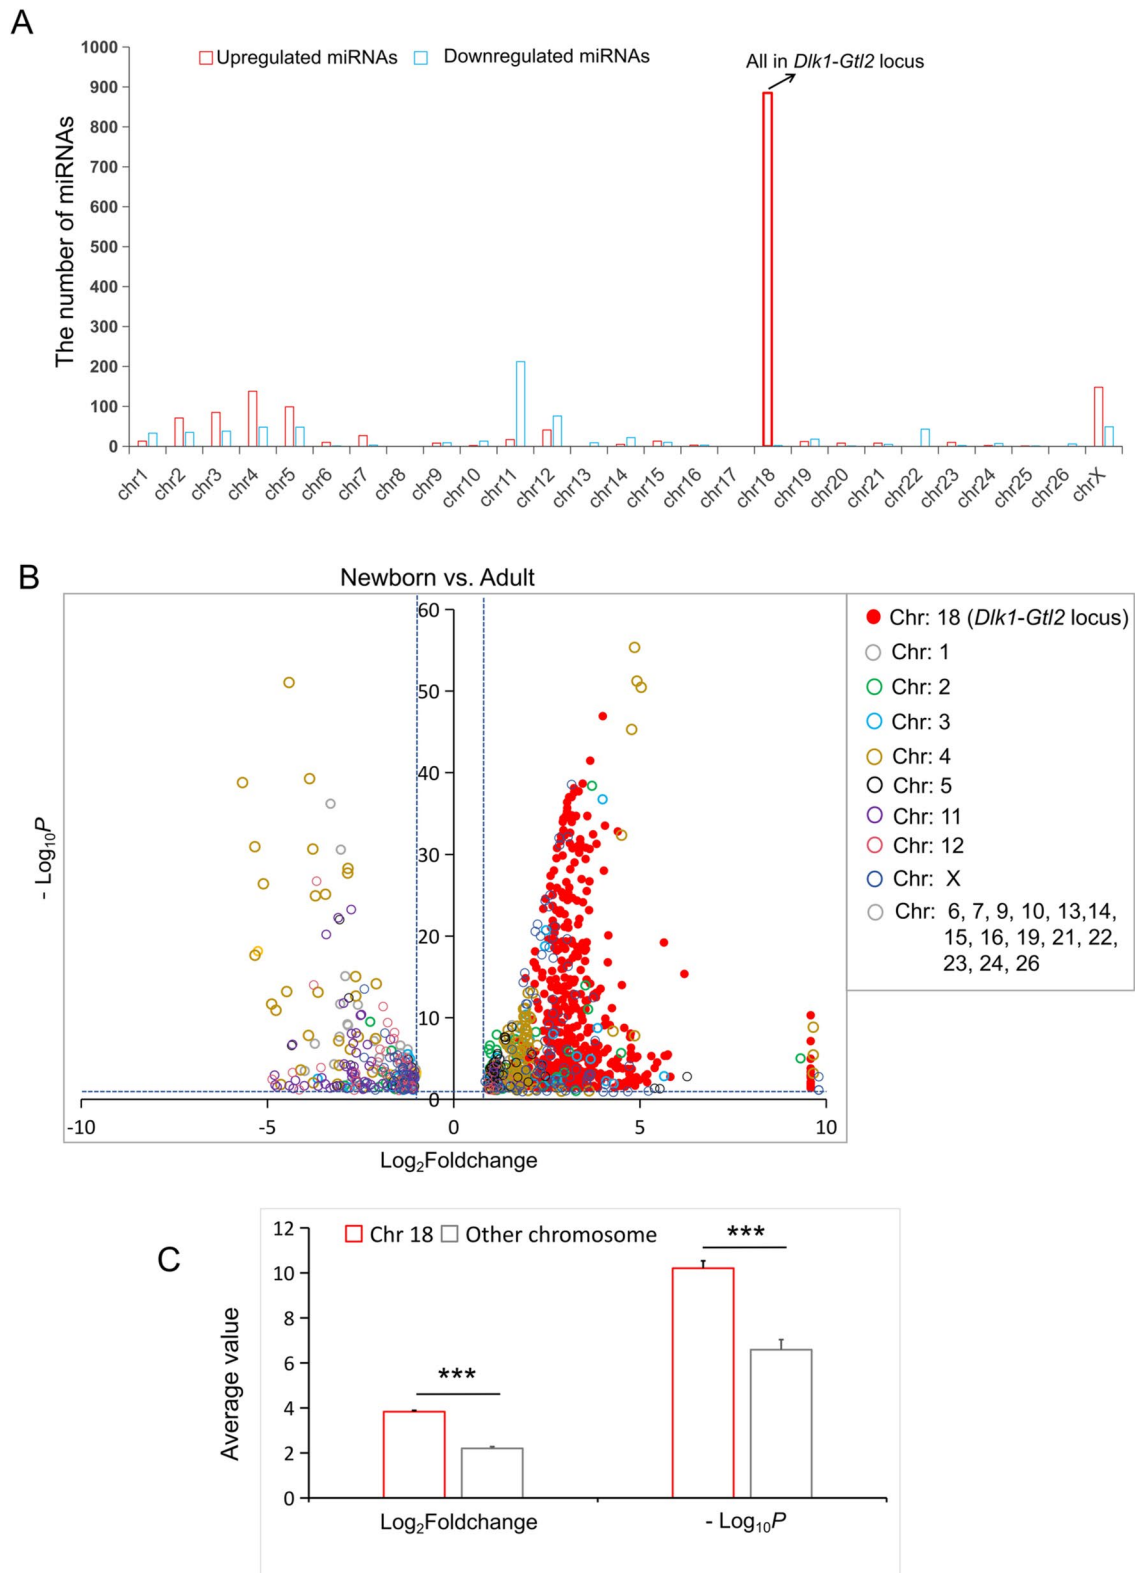 A
1000
900
800
700
600
500
400
300
200
100
0
The number of miRNAs
Upregulated miRNAs
Downregulated miRNAs
All in Dlk1-Gtl2 locus
chr1
chr2
chr3
chr4
chr5
chr6
chr7
chr8
chr9
chr10
chr11
chr12
chr13
chr14
chr15
chr16
chr17
chr18
chr19
chr20
chr21
chr22
chr23
chr24
chr25
chr26
chrX
B
Newborn vs. Adult
- Log10P
60
50
40
30
20
10
0
-10
-5
0
5
10
Log2Foldchange
Chr: 18 (Dlk1-Gtl2 locus)
Chr: 1
Chr: 2
Chr: 3
Chr: 4
Chr: 5
Chr: 11
Chr: 12
Chr: X
Chr: 6, 7, 9, 10, 13,14,
15, 16, 19, 21, 22,
23, 24, 26
C
Average value
12
10
8
6
4
2
0
Chr 18
Other chromosome
***
***
Log2Foldchange
- Log10P